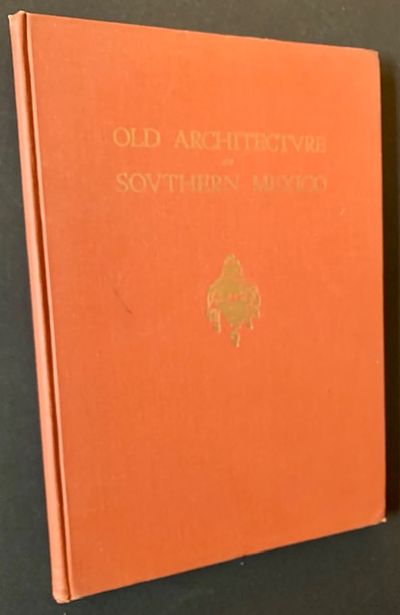 OLD ARCHITECTVRE
OF
SOVTHERN MEXICO